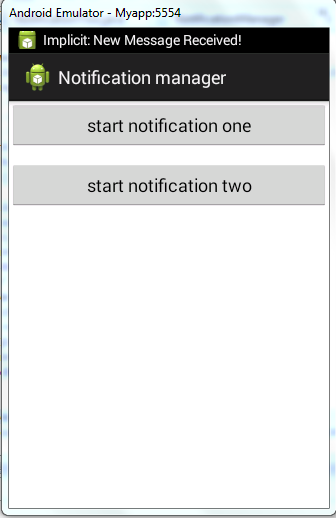 Android Emulator - Myapp:5554
Implicit: New Message Received!
Notification manager
start notification one
start notification two